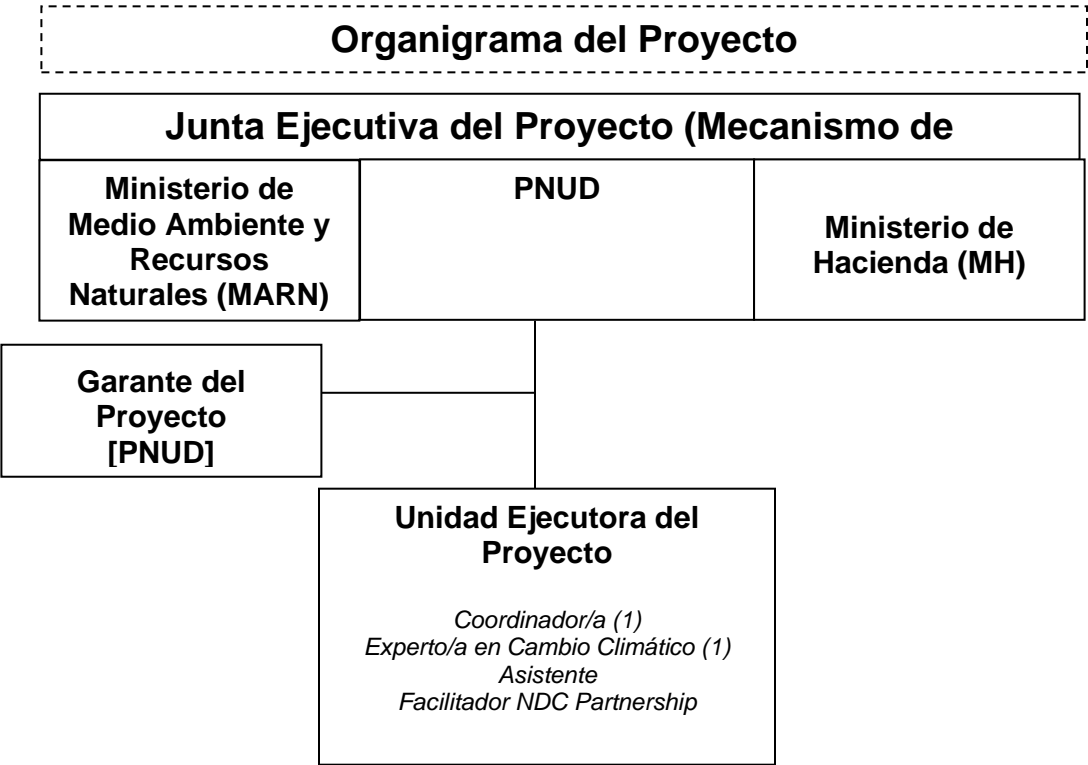 Organigrama del Proyecto
Junta Ejecutiva del Proyecto (Mecanismo de
Ministerio de
Medio Ambiente y
Recursos
Naturales (MARN)
PNUD
Ministerio de
Hacienda (MH)
Garante del
Proyecto
[PNUD]
Unidad Ejecutora del
Proyecto
Coordinador/a (1)
Experto/a en Cambio Climático (1)
Asistente
Facilitador NDC Partnership